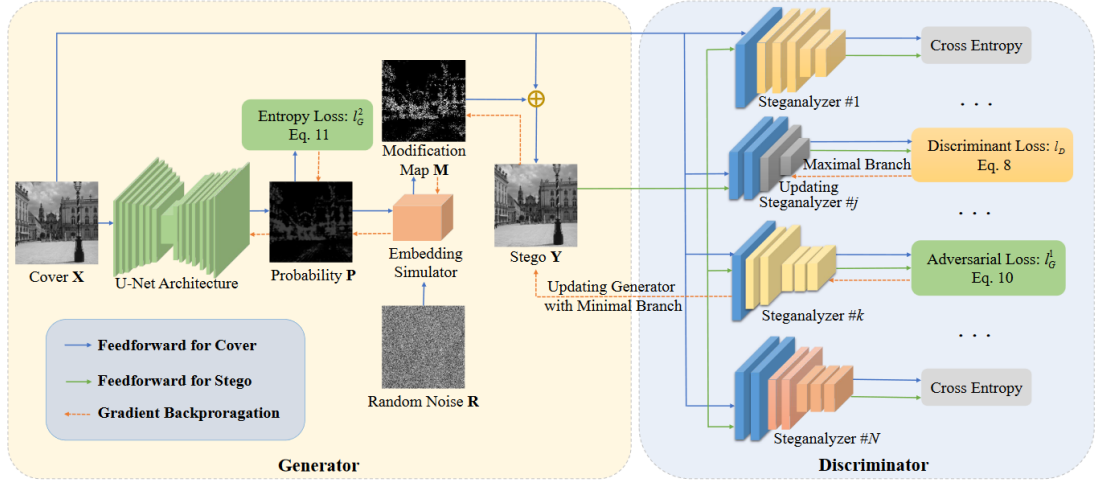 Cover X
U-Net Architecture
Entropy Loss: l_G^2
Eq. 11
Probability P
Modification
Map M
Embedding
Simulator
Random Noise R
Stego Y
Updating Generator
with Minimal Branch
Feedforward for Cover
Feedforward for Stego
Gradient Backproragation
Generator
Steganalyzer #1
Cross Entropy
. . .
Maximal Branch
Updating
Steganalyzer #j
Discriminant Loss: l_D
Eq. 8
. . .
Steganalyzer #k
Adversarial Loss: l_G^1
Eq. 10
. . .
Steganalyzer #N
Cross Entropy
Discriminator